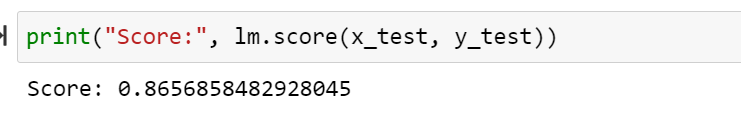 print("Score:", lm.score(x_test, y_test))
Score: 0.8656858482928045